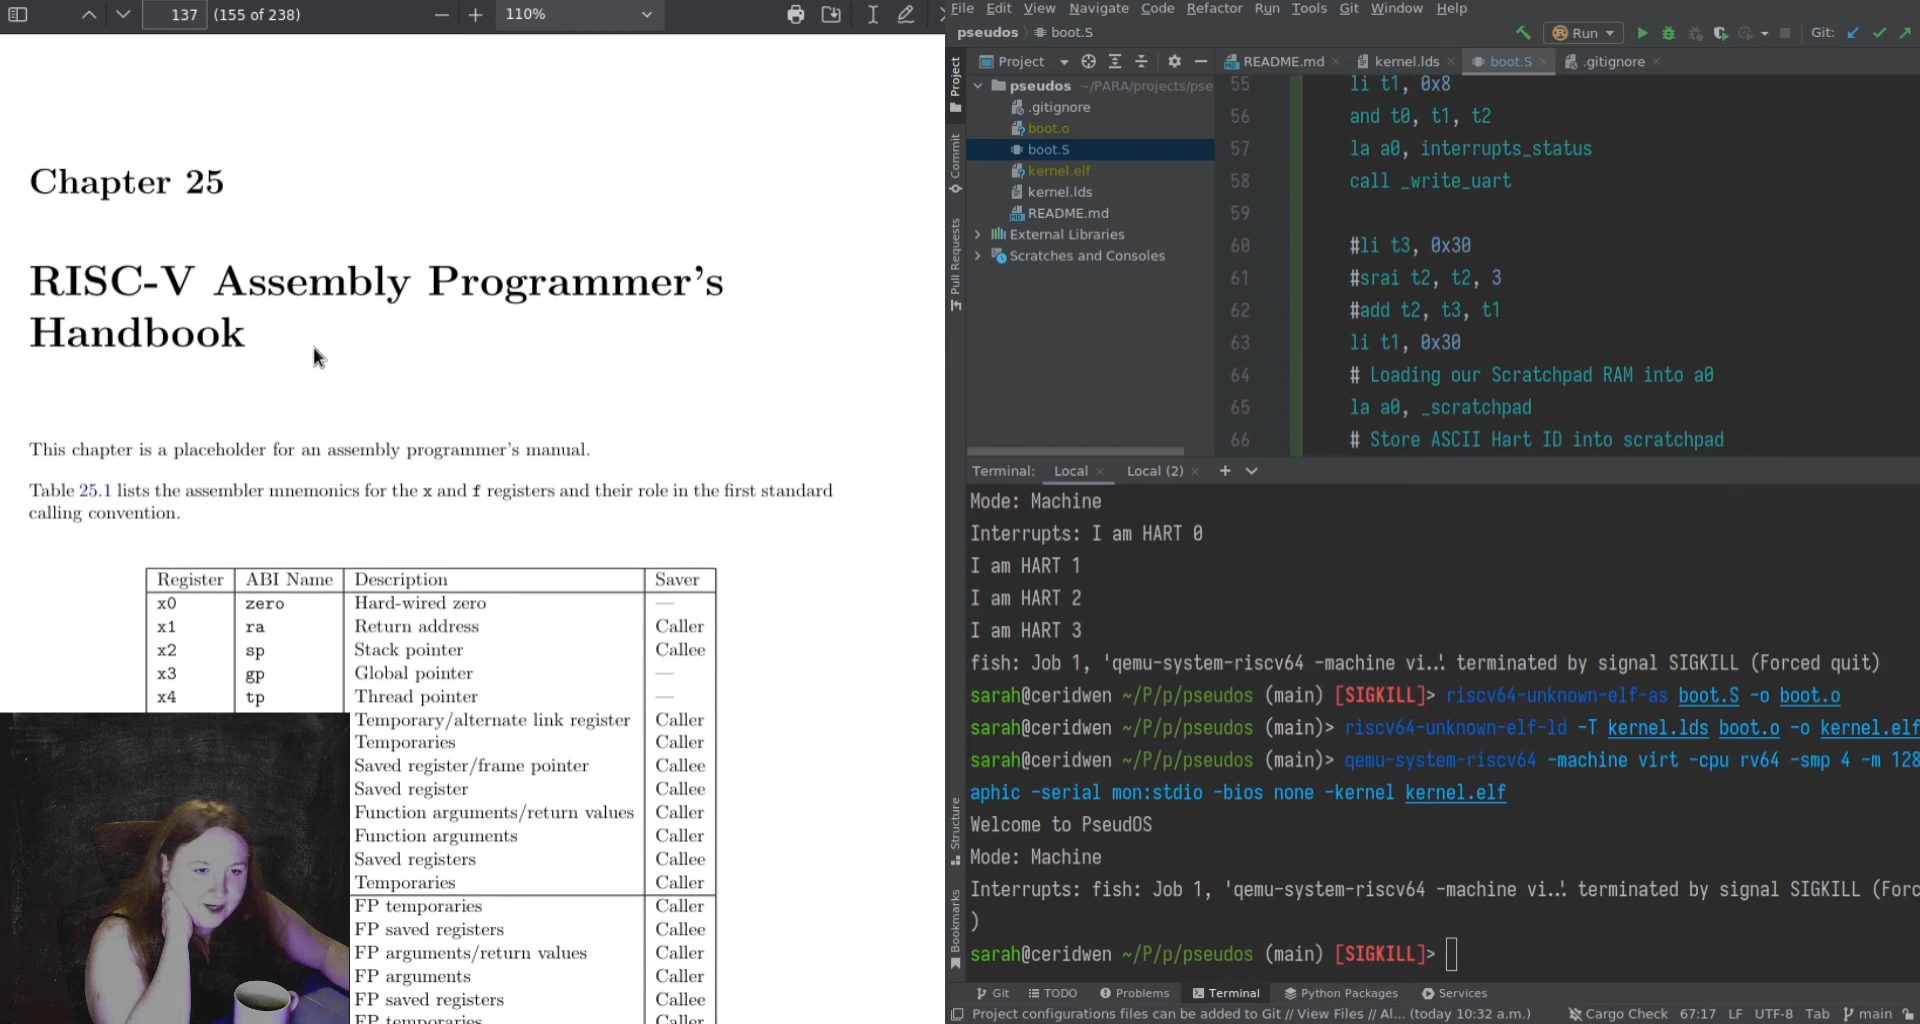 137 (155 of 238) 110%
Chapter 25
RISC-V Assembly Programmer's
Handbook
This chapter is a placeholder for an assembly programmer's manual.
Table 25.1 lists the assembler mnemonics for the x and f registers and their role in the first standard
calling convention.
Register ABI Name Description Saver
x0 zero Hard-wired zero —
x1 ra Return address Caller
x2 sp Stack pointer Callee
x3 gp Global pointer —
x4 tp Thread pointer —
Temporary/alternate link register Caller
Temporaries Caller
Saved register/frame pointer Callee
Saved register Callee
Function arguments/return values Caller
Function arguments Caller
Saved registers Callee
Temporaries Caller
FP temporaries Caller
FP saved registers Callee
FP arguments/return values Caller
FP arguments Caller
FP saved registers Callee
FP temporaries Caller
File Edit View Navigate Code Refactor Run Tools Git Window Help
pseudos boot.S Run Git:
Project README.md kernel.lds boot.S .gitignore
Project
Commit
Pull Requests
Structure
Bookmarks
pseudos ~/PARA/projects/pse
.gitignore
boot.o
boot.S
kernel.elf
kernel.lds
README.md
External Libraries
Scratches and Consoles
55 li t1, 0x8
56 and t0, t1, t2
57 la a0, interrupts_status
58 call _write_uart
59
60 #li t3, 0x30
61 #srai t2, t2, 3
62 #add t2, t3, t1
63 li t1, 0x30
64 # Loading our Scratchpad RAM into a0
65 la a0, _scratchpad
66 # Store ASCII Hart ID into scratchpad
Terminal: Local Local (2)
Mode: Machine
Interrupts: I am HART 0
I am HART 1
I am HART 2
I am HART 3
fish: Job 1, 'qemu-system-riscv64 -machine vi…' terminated by signal SIGKILL (Forced quit)
sarah@ceridwen ~/P/p/pseudos (main) [SIGKILL]> riscv64-unknown-elf-as boot.S -o boot.o
sarah@ceridwen ~/P/p/pseudos (main)> riscv64-unknown-elf-ld -T kernel.lds boot.o -o kernel.elf
sarah@ceridwen ~/P/p/pseudos (main)> qemu-system-riscv64 -machine virt -cpu rv64 -smp 4 -m 128
aphic -serial mon:stdio -bios none -kernel kernel.elf
Welcome to PseudOS
Mode: Machine
Interrupts: fish: Job 1, 'qemu-system-riscv64 -machine vi…' terminated by signal SIGKILL (Forc
)
sarah@ceridwen ~/P/p/pseudos (main) [SIGKILL]>
Git TODO Problems Terminal Python Packages Services
Project configurations files can be added to Git // View Files // Al... (today 10:32 a.m.) Cargo Check 67:17 LF UTF-8 Tab main